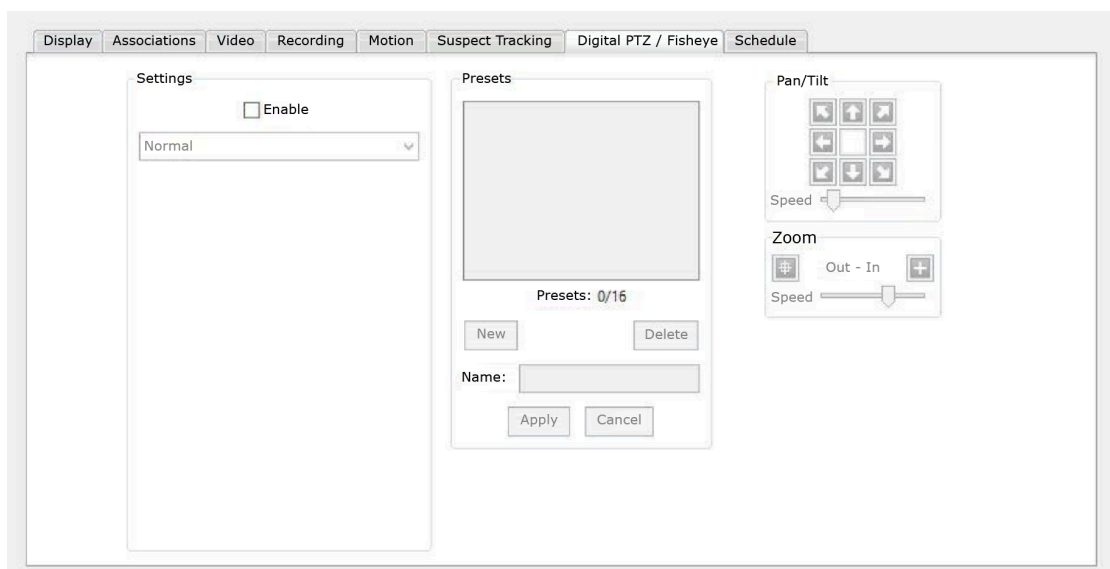 Display Associations Video Recording Motion Suspect Tracking Digital PTZ / Fisheye Schedule
Settings
Enable
Normal
Presets
Presets: 0/16
New Delete
Name:
Apply Cancel
Pan/Tilt
Speed
Zoom
Out - In
Speed